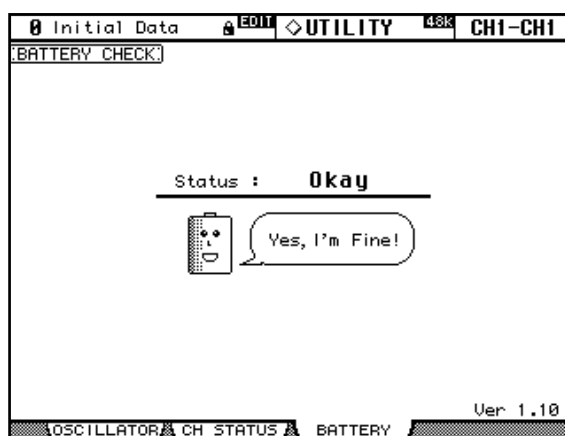 0 Initial Data EDIT ◇UTILITY 48k CH1-CH1
BATTERY CHECK
Status : Okay
Yes, I'm Fine!
Ver 1.10
OSCILLATOR CH STATUS BATTERY